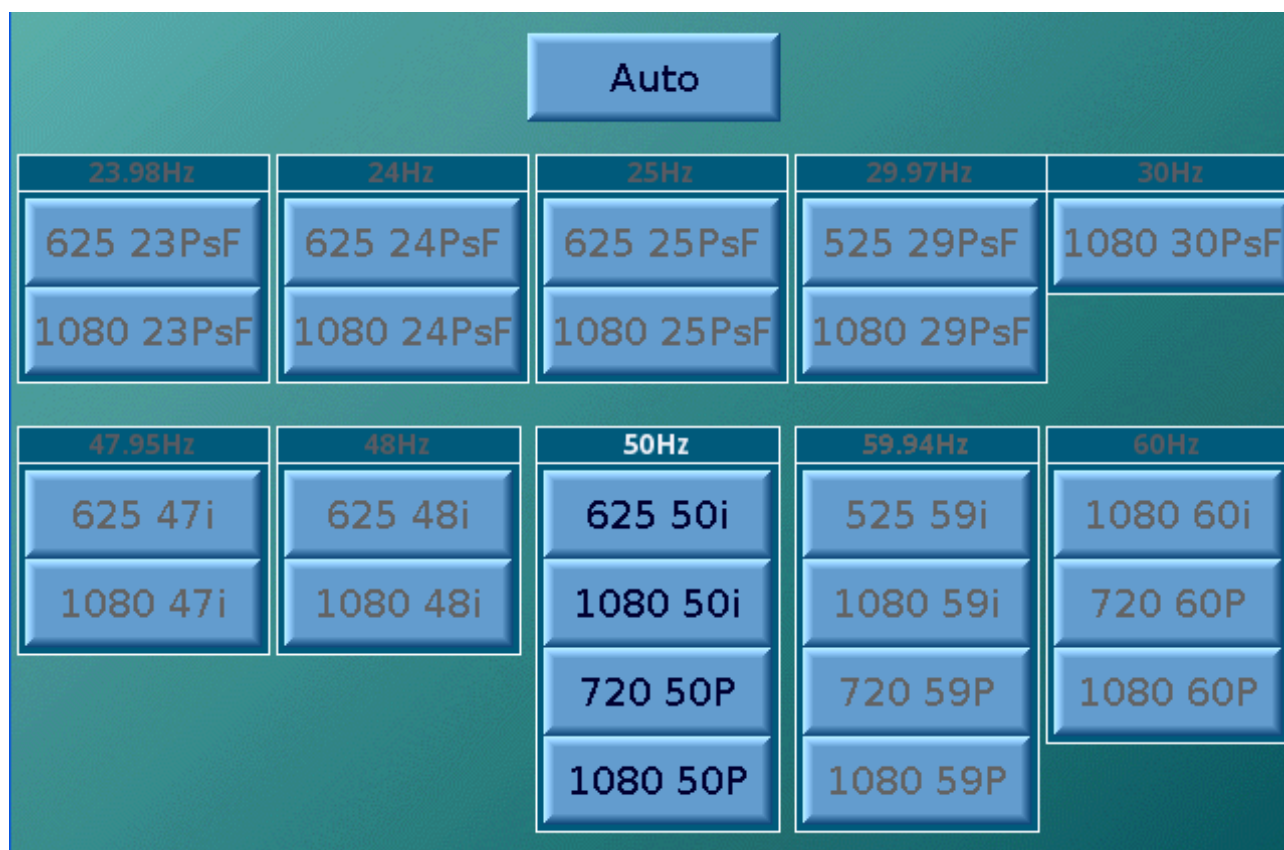 Auto
23.98Hz
625 23PsF
1080 23PsF
24Hz
625 24PsF
1080 24PsF
25Hz
625 25PsF
1080 25PsF
29.97Hz
525 29PsF
1080 29PsF
30Hz
1080 30PsF
47.95Hz
625 47i
1080 47i
48Hz
625 48i
1080 48i
50Hz
625 50i
1080 50i
720 50P
1080 50P
59.94Hz
525 59i
1080 59i
720 59P
1080 59P
60Hz
1080 60i
720 60P
1080 60P